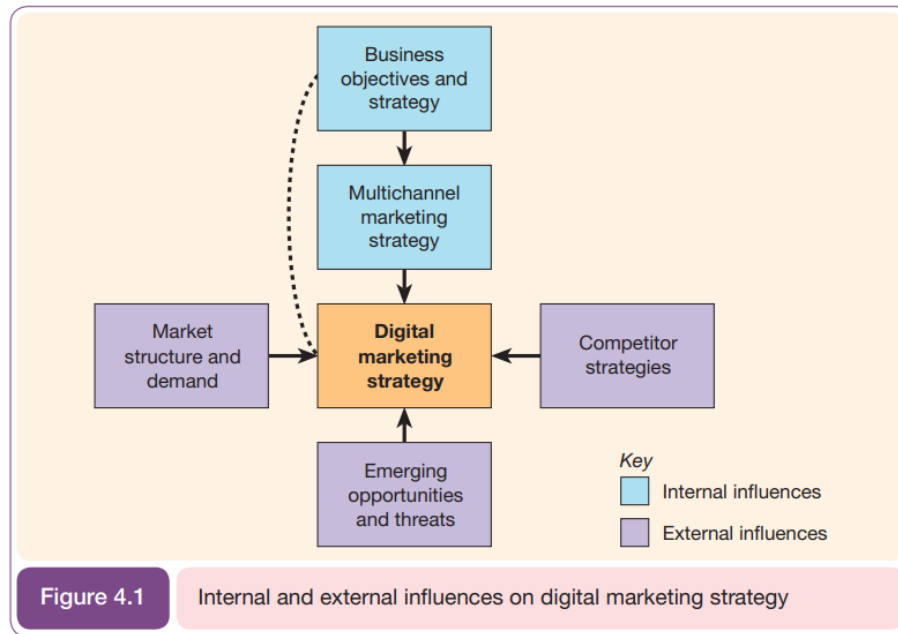 Business
objectives and
strategy
Multichannel
marketing
strategy
Market
structure and
demand
Digital
marketing
strategy
Competitor
strategies
Emerging
opportunities
and threats
Key
Internal influences
External influences
Figure 4.1
Internal and external influences on digital marketing strategy